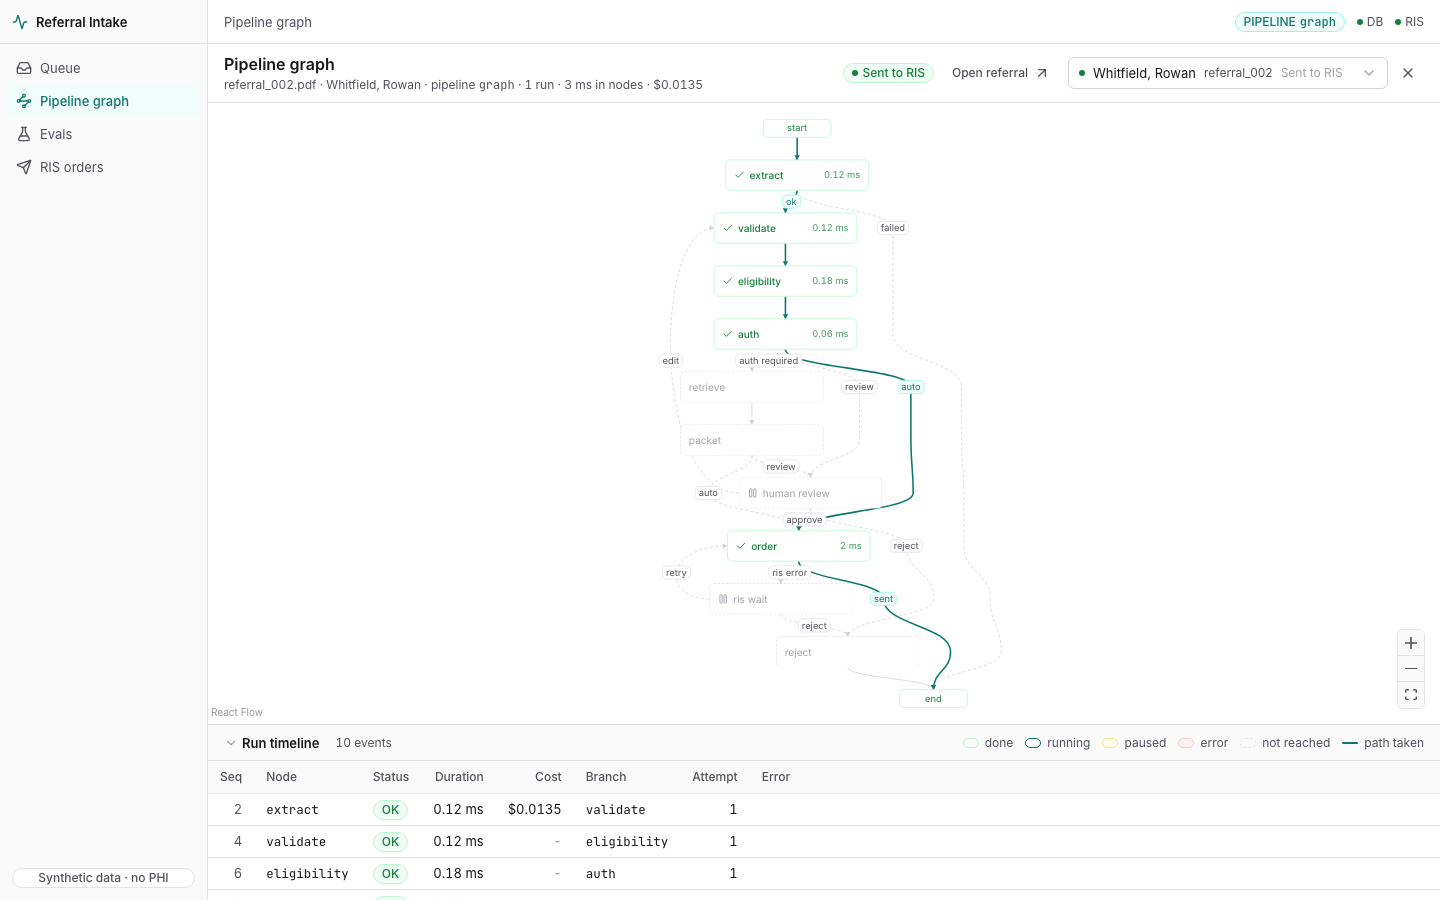 Referral Intake
Queue
Pipeline graph
Evals
RIS orders
Synthetic data · no PHI
Pipeline graph
PIPELINE graph
DB
RIS
Pipeline graph
referral_002.pdf · Whitfield, Rowan · pipeline graph · 1 run · 3 ms in nodes · $0.0135
Sent to RIS
Open referral
Whitfield, Rowan referral_002 Sent to RIS
start
extract 0.12 ms
ok
validate 0.12 ms
failed
eligibility 0.18 ms
auth 0.06 ms
edit
auth required
retrieve
review
auto
packet
review
auto
human review
approve
order 2 ms
reject
retry
ris error
ris wait
sent
reject
reject
end
React Flow
Run timeline 10 events
done
running
paused
error
not reached
path taken
Seq Node Status Duration Cost Branch Attempt Error
2 extract OK 0.12 ms $0.0135 validate 1
4 validate OK 0.12 ms - eligibility 1
6 eligibility OK 0.18 ms - auth 1